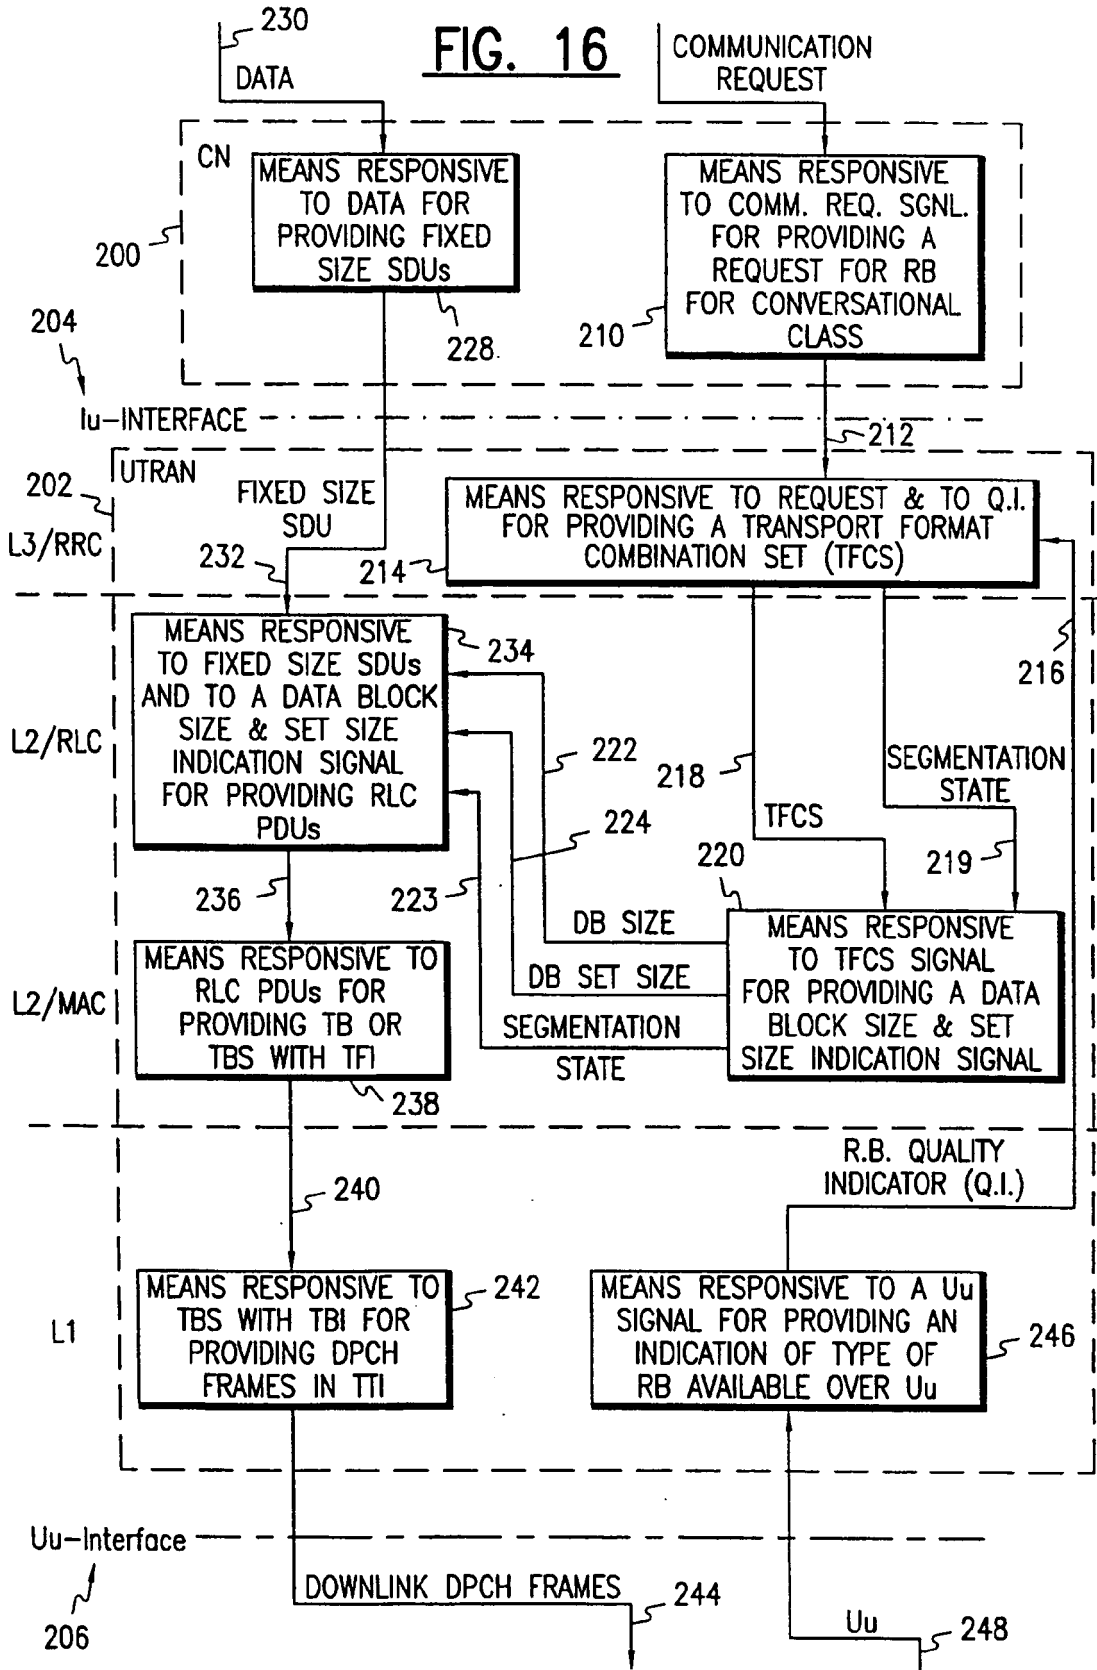 230
FIG. 16
COMMUNICATION
REQUEST
DATA
CN
MEANS RESPONSIVE
TO DATA FOR
PROVIDING FIXED
SIZE SDUs
MEANS RESPONSIVE
TO COMM. REQ. SGNL.
FOR PROVIDING A
REQUEST FOR RB
FOR CONVERSATIONAL
CLASS
200
228
210
204
Iu-INTERFACE
212
UTRAN
202
FIXED SIZE
SDU
MEANS RESPONSIVE TO REQUEST & TO Q.I.
FOR PROVIDING A TRANSPORT FORMAT
COMBINATION SET (TFCS)
L3/RRC
232
214
MEANS RESPONSIVE
TO FIXED SIZE SDUs
AND TO A DATA BLOCK
SIZE & SET SIZE
INDICATION SIGNAL
FOR PROVIDING RLC
PDUs
234
216
L2/RLC
222
218
SEGMENTATION
STATE
224
TFCS
220
219
236
223
DB SIZE
MEANS RESPONSIVE
TO TFCS SIGNAL
FOR PROVIDING A DATA
BLOCK SIZE & SET
SIZE INDICATION SIGNAL
MEANS RESPONSIVE TO
RLC PDUs FOR
PROVIDING TB OR
TBS WITH TFI
L2/MAC
DB SET SIZE
SEGMENTATION
STATE
238
R.B. QUALITY
INDICATOR (Q.I.)
240
MEANS RESPONSIVE TO
TBS WITH TBI FOR
PROVIDING DPCH
FRAMES IN TTI
242
MEANS RESPONSIVE TO A Uu
SIGNAL FOR PROVIDING AN
INDICATION OF TYPE OF
RB AVAILABLE OVER Uu
L1
246
Uu-Interface
DOWNLINK DPCH FRAMES
244
206
Uu
248